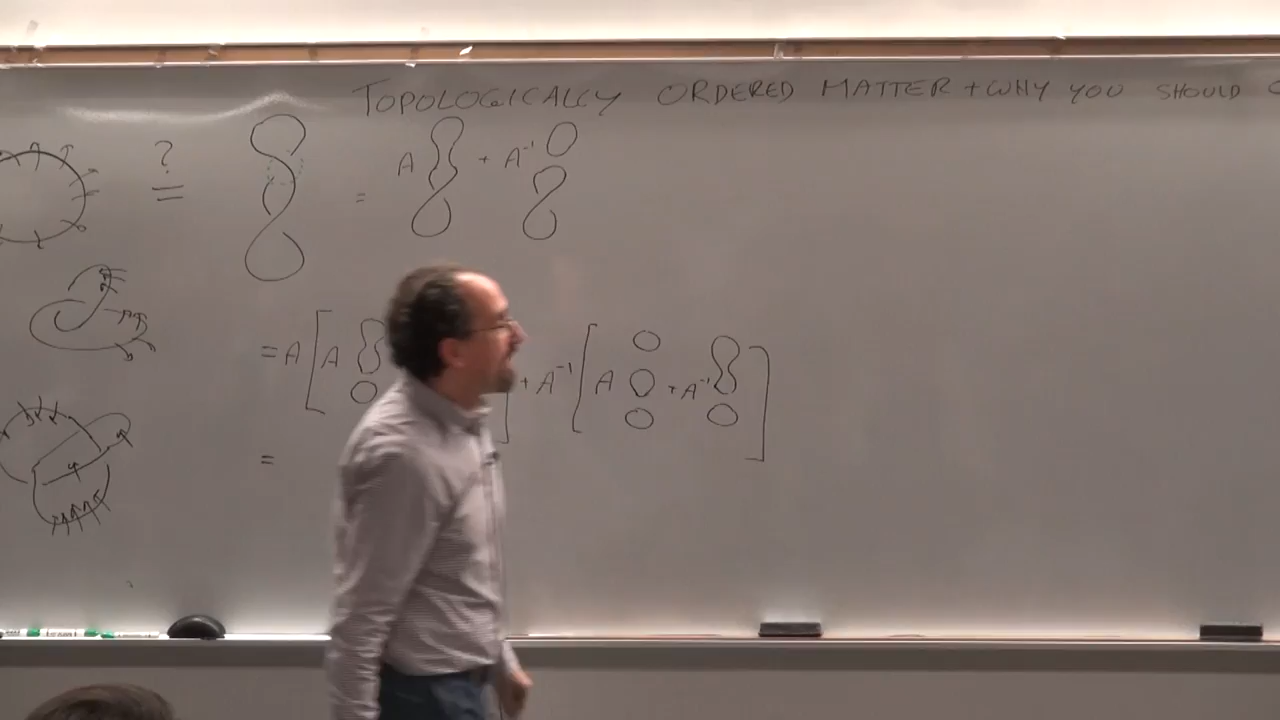 TOPOLOGICALLY ORDERED MATTER + WHY YOU SHOULD
? = = A + A⁻¹
= A [ A + A⁻¹ [ A + A⁻¹ ]
=